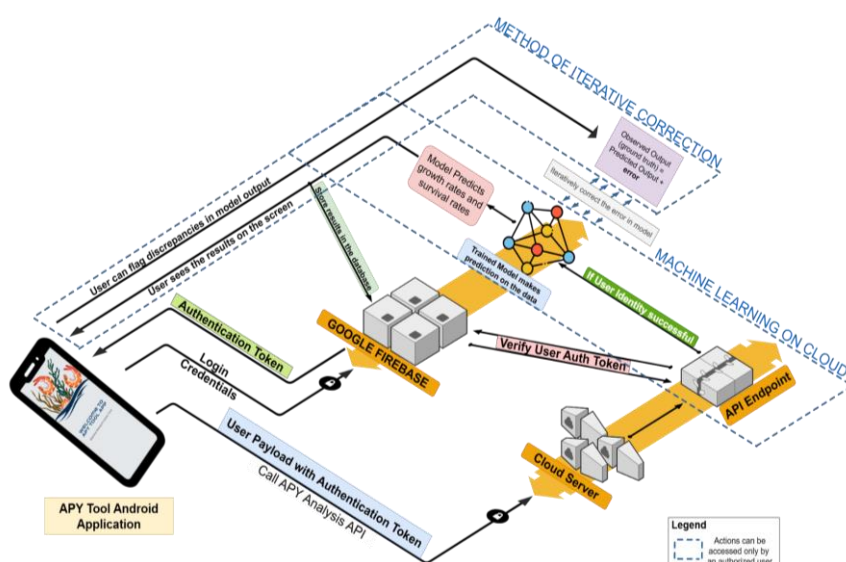 METHOD OF ITERATIVE CORRECTION
Observed Output
(ground truth) =
Predicted Output +
error
Iteratively correct the error in model
Model Predicts
growth rates and
survival rates
User can flag discrepancies in model output
User sees the results on the screen
Store results in the database
Trained Model makes
prediction on the data
MACHINE LEARNING ON CLOUD
If User Identity successful
GOOGLE FIREBASE
Authentication Token
Verify User Auth Token
API Endpoint
Login
Credentials
Cloud Server
User Payload with Authentication Token
Call APY Analysis API
WELCOME TO
APY TOOL APP
APY Tool Android
Application
Legend
Actions can be
accessed only by
an authorized user